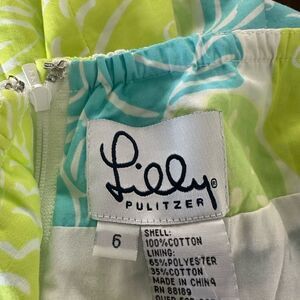 Lilly®
PULITZER
6
SHELL:
100%COTTON
LINING:
65%POLYESTER
35%COTTON
MADE IN CHINA
RN 88189